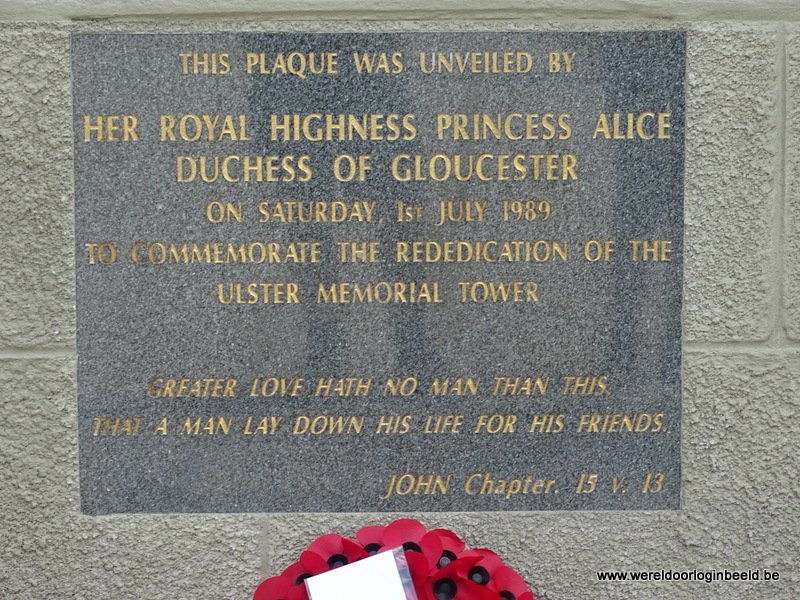 THIS PLAQUE WAS UNVEILED BY
HER ROYAL HIGHNESS PRINCESS ALICE
DUCHESS OF GLOUCESTER
ON SATURDAY, 1ST JULY 1989
TO COMMEMORATE THE REDEDICATION OF THE
ULSTER MEMORIAL TOWER
GREATER LOVE HATH NO MAN THAN THIS,
THAT A MAN LAY DOWN HIS LIFE FOR HIS FRIENDS.
JOHN Chapter. 15 v. 13
www.wereldoorloginbeeld.be